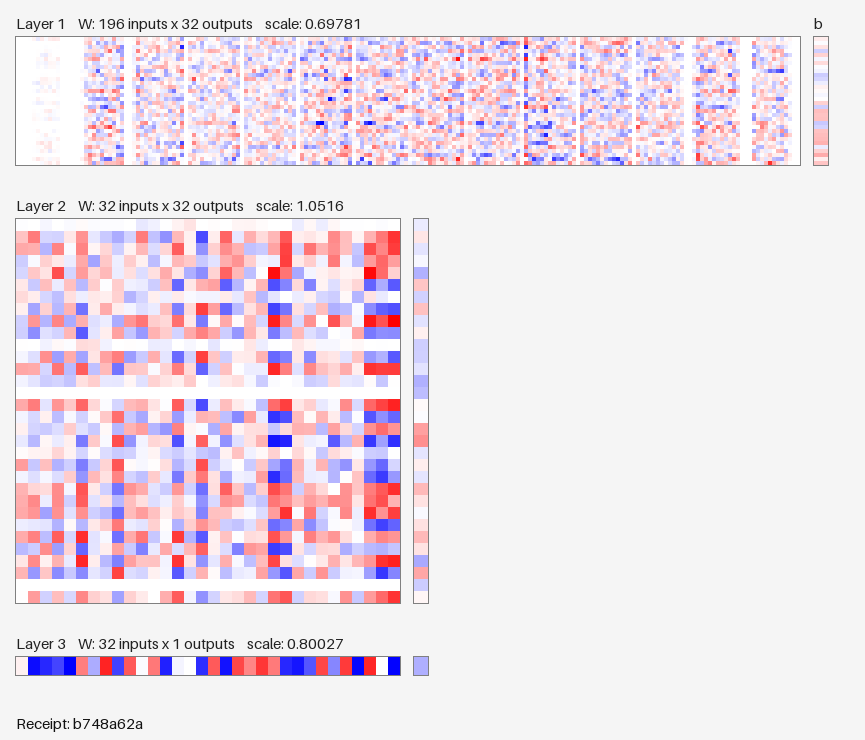 Layer 1 W: 196 inputs x 32 outputs scale: 0.69781 b
Layer 2 W: 32 inputs x 32 outputs scale: 1.0516
Layer 3 W: 32 inputs x 1 outputs scale: 0.80027
Receipt: b748a62a